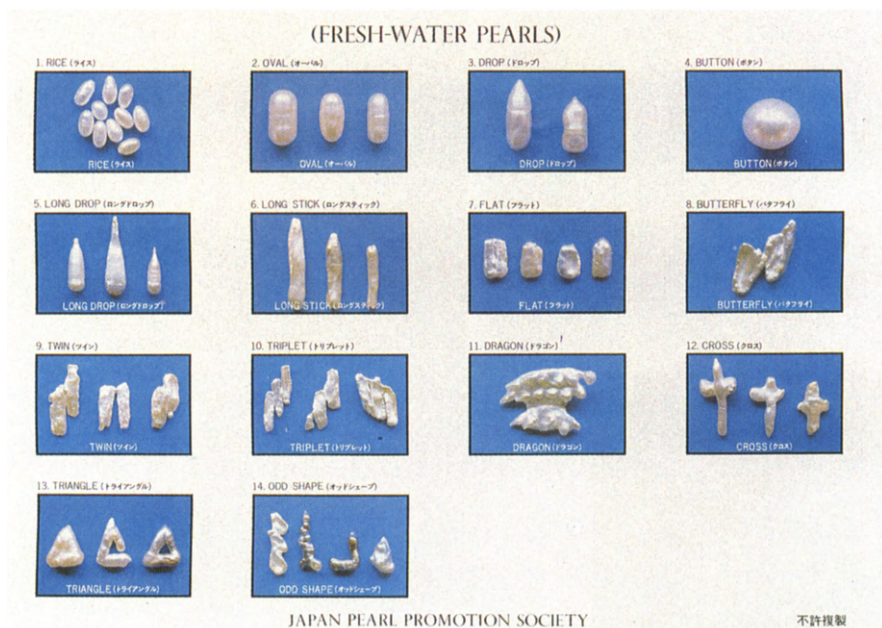 (FRESH-WATER PEARLS)
1. RICE (ライス)
2. OVAL (オーバル)
3. DROP (ドロップ)
4. BUTTON (ボタン)
RICE (ライス)
OVAL (オーバル)
DROP (ドロップ)
BUTTON (ボタン)
5. LONG DROP (ロングドロップ)
6. LONG STICK (ロングスティック)
7. FLAT (フラット)
8. BUTTERFLY (バタフライ)
LONG DROP (ロングドロップ)
LONG STICK (ロングスティック)
FLAT (フラット)
BUTTERFLY (バタフライ)
9. TWIN (ツイン)
10. TRIPLET (トリプレット)
11. DRAGON (ドラゴン)
12. CROSS (クロス)
TWIN (ツイン)
TRIPLET (トリプレット)
DRAGON (ドラゴン)
CROSS (クロス)
13. TRIANGLE (トライアングル)
14. ODD SHAPE (オッドシェープ)
TRIANGLE (トライアングル)
ODD SHAPE (オッドシェープ)
JAPAN PEARL PROMOTION SOCIETY
不許複製